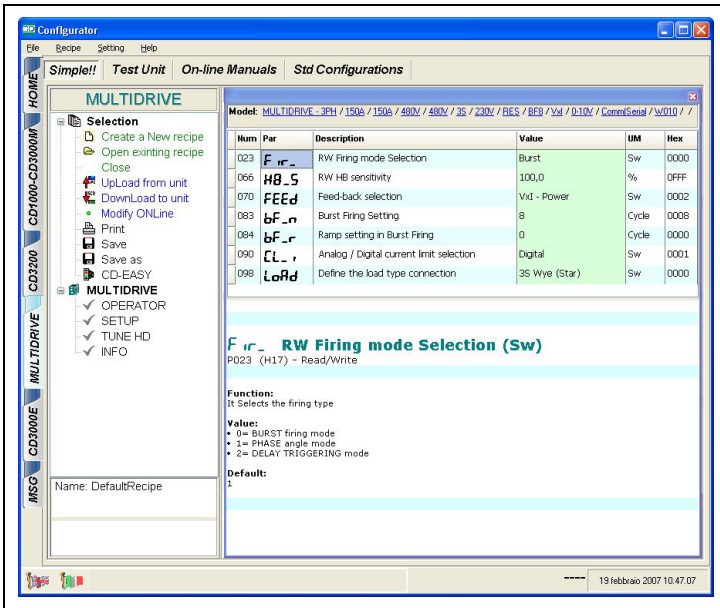 Configurator
File Recipe Setting Help
Simple!! Test Unit On-line Manuals Std Configurations
HOME
CD1000-CD3000M
CD3200
MULTIDRIVE
CD3000E
MSG
MULTIDRIVE
Selection
Create a New recipe
Open exinting recipe
Close
UpLoad from unit
DownLoad to unit
Modify ONLine
Print
Save
Save as
CD-EASY
MULTIDRIVE
OPERATOR
SETUP
TUNE HD
INFO
Name: DefaultRecipe
Model: MULTIDRIVE - 3PH / 150A / 150A / 480V / 480V / 3S / 230V / RES / BF8 / VxI / 0-10V / Comm|Serial / W010 / /
Num Par Description Value UM Hex
023 Fir_ RW Firing mode Selection Burst Sw 0000
066 HB_S RW HB sensitivity 100,0 % 0FFF
070 FEEd Feed-back selection VxI - Power Sw 0002
083 bF_n Burst Firing Setting 8 Cycle 0008
084 bF_r Ramp setting in Burst Firing 0 Cycle 0000
090 CL_i Analog / Digital current limit selection Digital Sw 0001
098 LoAd Define the load type connection 3S Wye (Star) Sw 0000
Fir_ RW Firing mode Selection (Sw)
P023 (H17) - Read/Write
Function:
It Selects the firing type
Value:
• 0= BURST firing mode
• 1= PHASE angle mode
• 2= DELAY TRIGGERING mode
Default:
1
---- 19 febbraio 2007 10.47.07